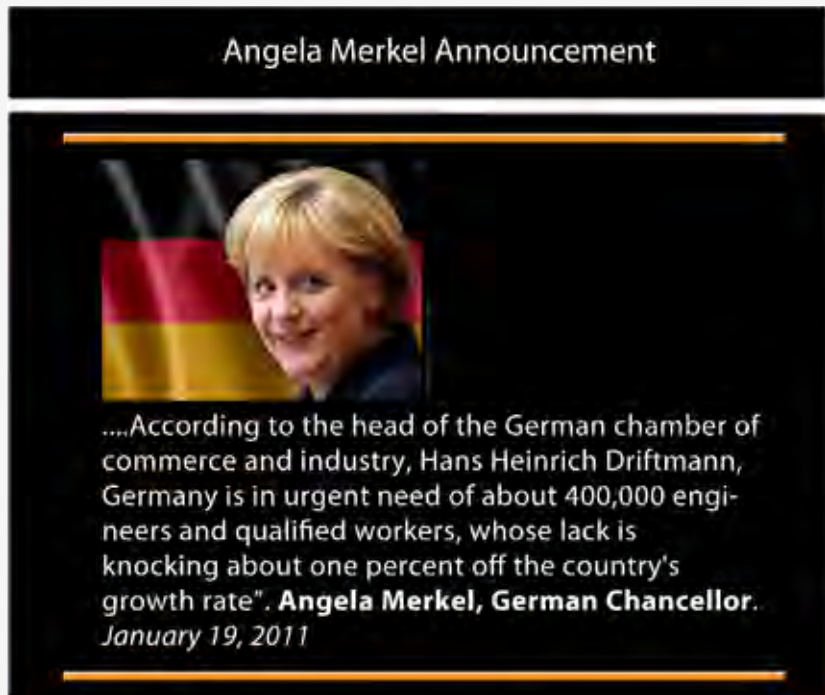 Angela Merkel Announcement
....According to the head of the German chamber of
commerce and industry, Hans Heinrich Driftmann,
Germany is in urgent need of about 400,000 engi-
neers and qualified workers, whose lack is
knocking about one percent off the country's
growth rate". Angela Merkel, German Chancellor.
January 19, 2011